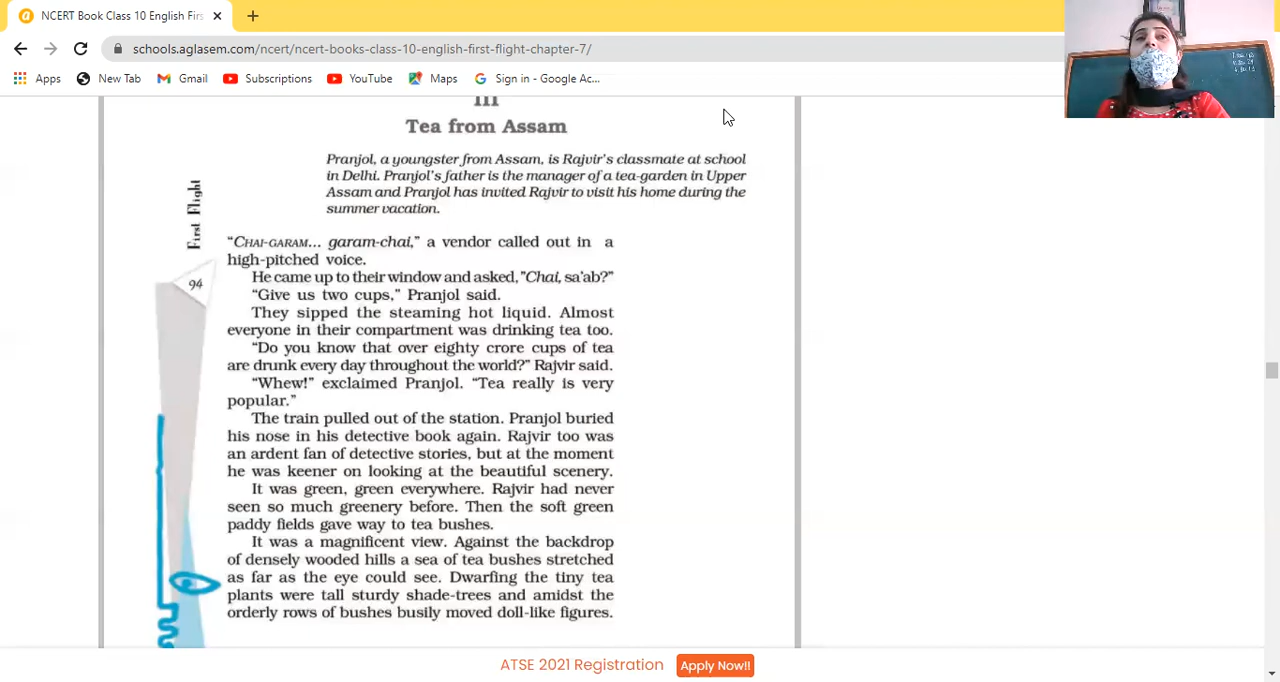 NCERT Book Class 10 English Firs
schools.aglasem.com/ncert/ncert-books-class-10-english-first-flight-chapter-7/
Apps New Tab Gmail Subscriptions YouTube Maps Sign in - Google Ac...
III
Tea from Assam
Pranjol, a youngster from Assam, is Rajvir's classmate at school
in Delhi. Pranjol's father is the manager of a tea-garden in Upper
Assam and Pranjol has invited Rajvir to visit his home during the
summer vacation.
First Flight
94
“CHAI-GARAM... garam-chai,” a vendor called out in a
high-pitched voice.
He came up to their window and asked, ”Chai, sa'ab?”
“Give us two cups,” Pranjol said.
They sipped the steaming hot liquid. Almost
everyone in their compartment was drinking tea too.
“Do you know that over eighty crore cups of tea
are drunk every day throughout the world?” Rajvir said.
“Whew!” exclaimed Pranjol. “Tea really is very
popular.”
The train pulled out of the station. Pranjol buried
his nose in his detective book again. Rajvir too was
an ardent fan of detective stories, but at the moment
he was keener on looking at the beautiful scenery.
It was green, green everywhere. Rajvir had never
seen so much greenery before. Then the soft green
paddy fields gave way to tea bushes.
It was a magnificent view. Against the backdrop
of densely wooded hills a sea of tea bushes stretched
as far as the eye could see. Dwarfing the tiny tea
plants were tall sturdy shade-trees and amidst the
orderly rows of bushes busily moved doll-like figures.
ATSE 2021 Registration Apply Now!!